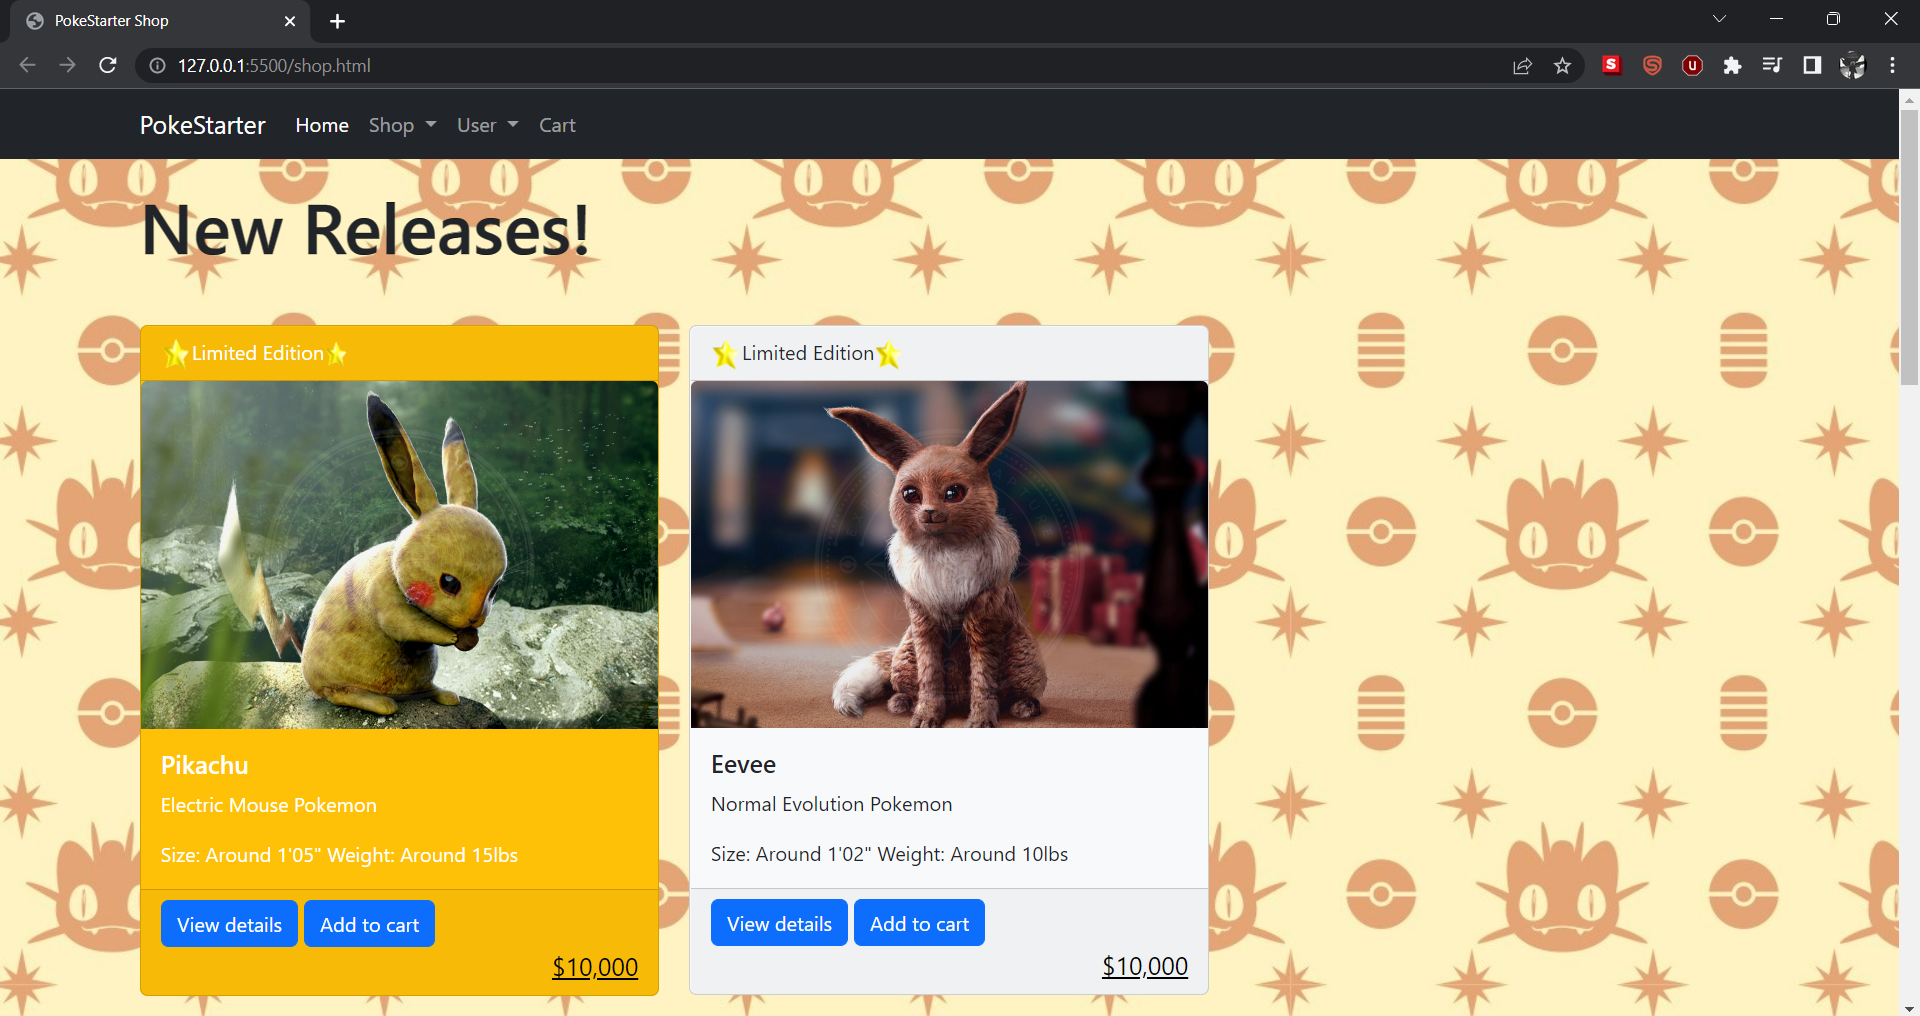 PokeStarter Shop
127.0.0.1:5500/shop.html
PokeStarter Home Shop User Cart
New Releases!
Limited Edition
Pikachu
Electric Mouse Pokemon
Size: Around 1'05" Weight: Around 15lbs
View details Add to cart
$10,000
Limited Edition
Eevee
Normal Evolution Pokemon
Size: Around 1'02" Weight: Around 10lbs
View details Add to cart
$10,000